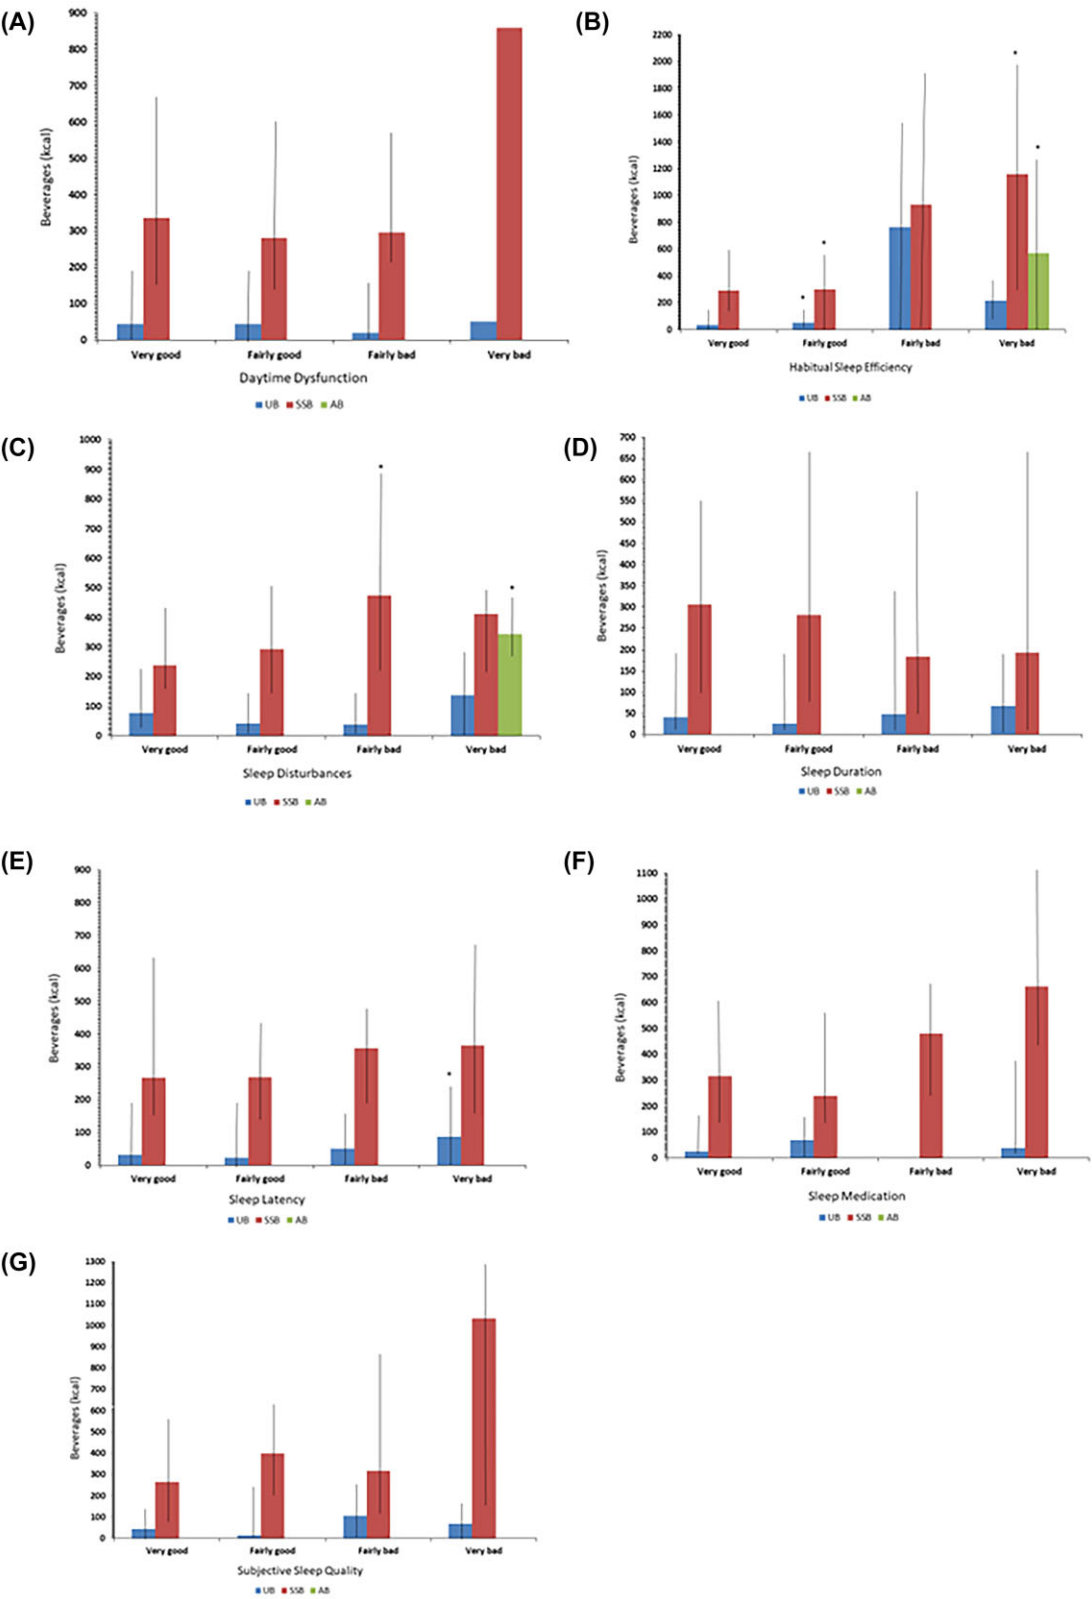 (A)
900
800
700
600
500
400
300
200
100
0
Beverages (kcal)
Very good Fairly good Fairly bad Very bad
Daytime Dysfunction
UB SSB AB
(B)
2200
2000
1800
1600
1400
1200
1000
800
600
400
200
0
Beverages (kcal)
* * * *
Very good Fairly good Fairly bad Very bad
Habitual Sleep Efficiency
UB SSB AB
(C)
1000
900
800
700
600
500
400
300
200
100
0
Beverages (kcal)
* *
Very good Fairly good Fairly bad Very bad
Sleep Disturbances
UB SSB AB
(D)
700
650
600
550
500
450
400
350
300
250
200
150
100
50
0
Beverages (kcal)
Very good Fairly good Fairly bad Very bad
Sleep Duration
UB SSB AB
(E)
900
800
700
600
500
400
300
200
100
0
Beverages (kcal)
*
Very good Fairly good Fairly bad Very bad
Sleep Latency
UB SSB AB
(F)
1100
1000
900
800
700
600
500
400
300
200
100
0
Beverages (kcal)
Very good Fairly good Fairly bad Very bad
Sleep Medication
UB SSB AB
(G)
1300
1200
1100
1000
900
800
700
600
500
400
300
200
100
0
Beverages (kcal)
Very good Fairly good Fairly bad Very bad
Subjective Sleep Quality
UB SSB AB